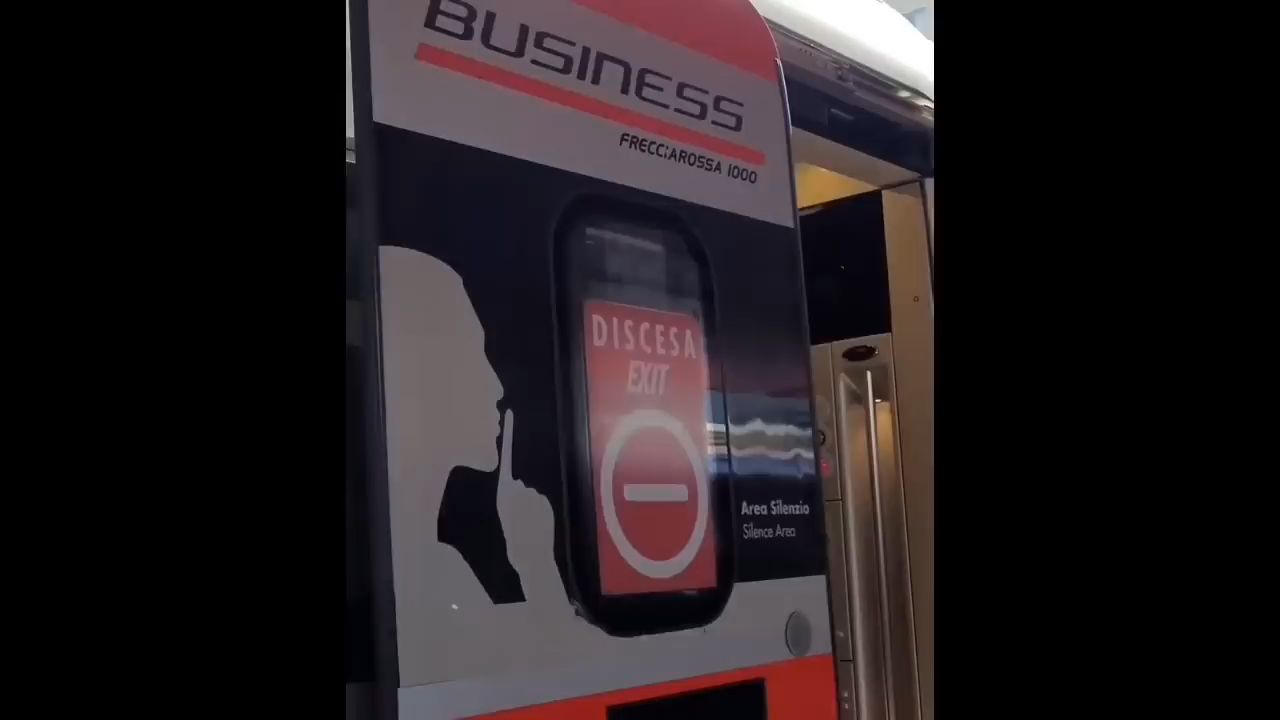 BUSINESS
FRECCIAROSSA 1000
DISCESA
EXIT
Area Silenzio
Silence Area